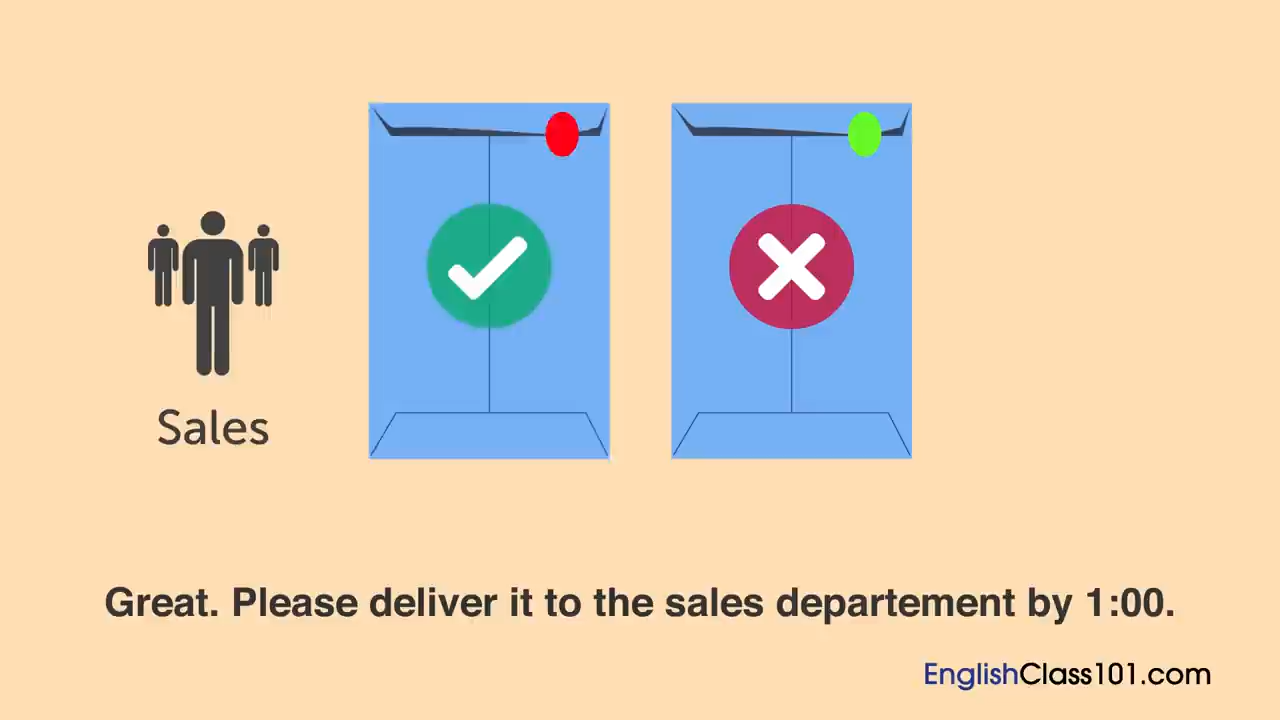 Sales
Great. Please deliver it to the sales departement by 1:00.
EnglishClass101.com